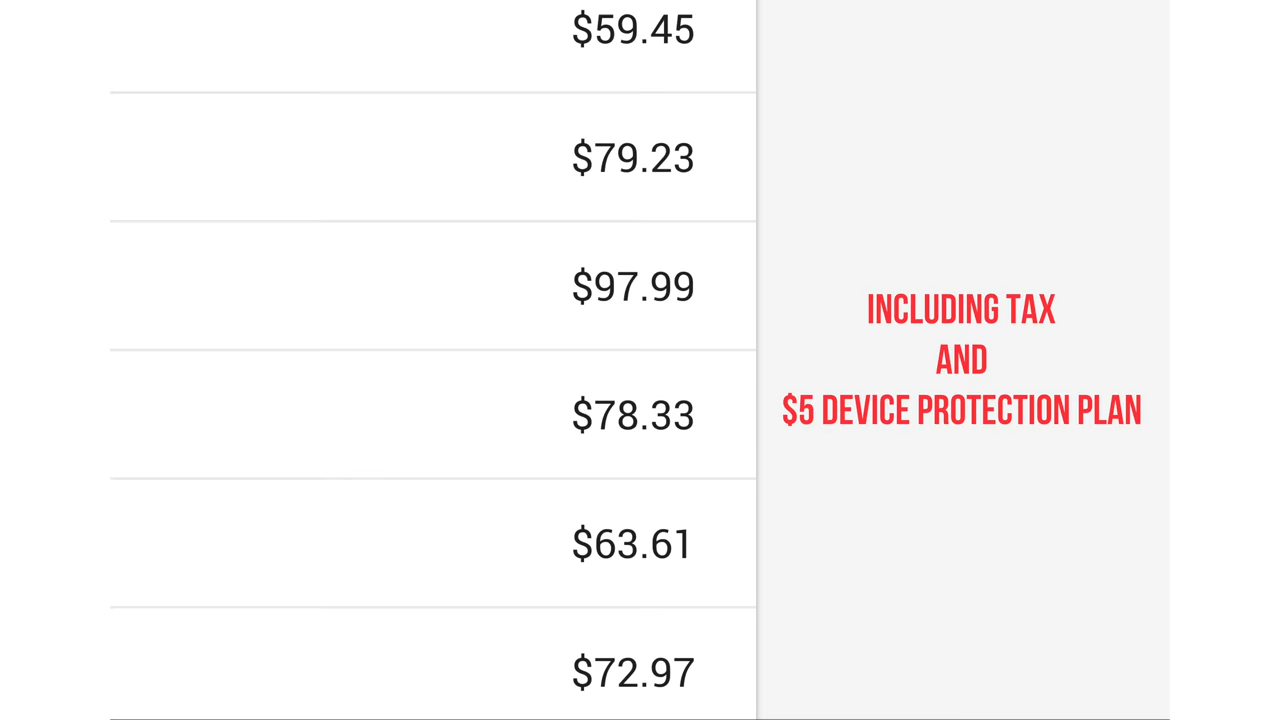 $59.45
$79.23
$97.99
$78.33
$63.61
$72.97
INCLUDING TAX
AND
$5 DEVICE PROTECTION PLAN